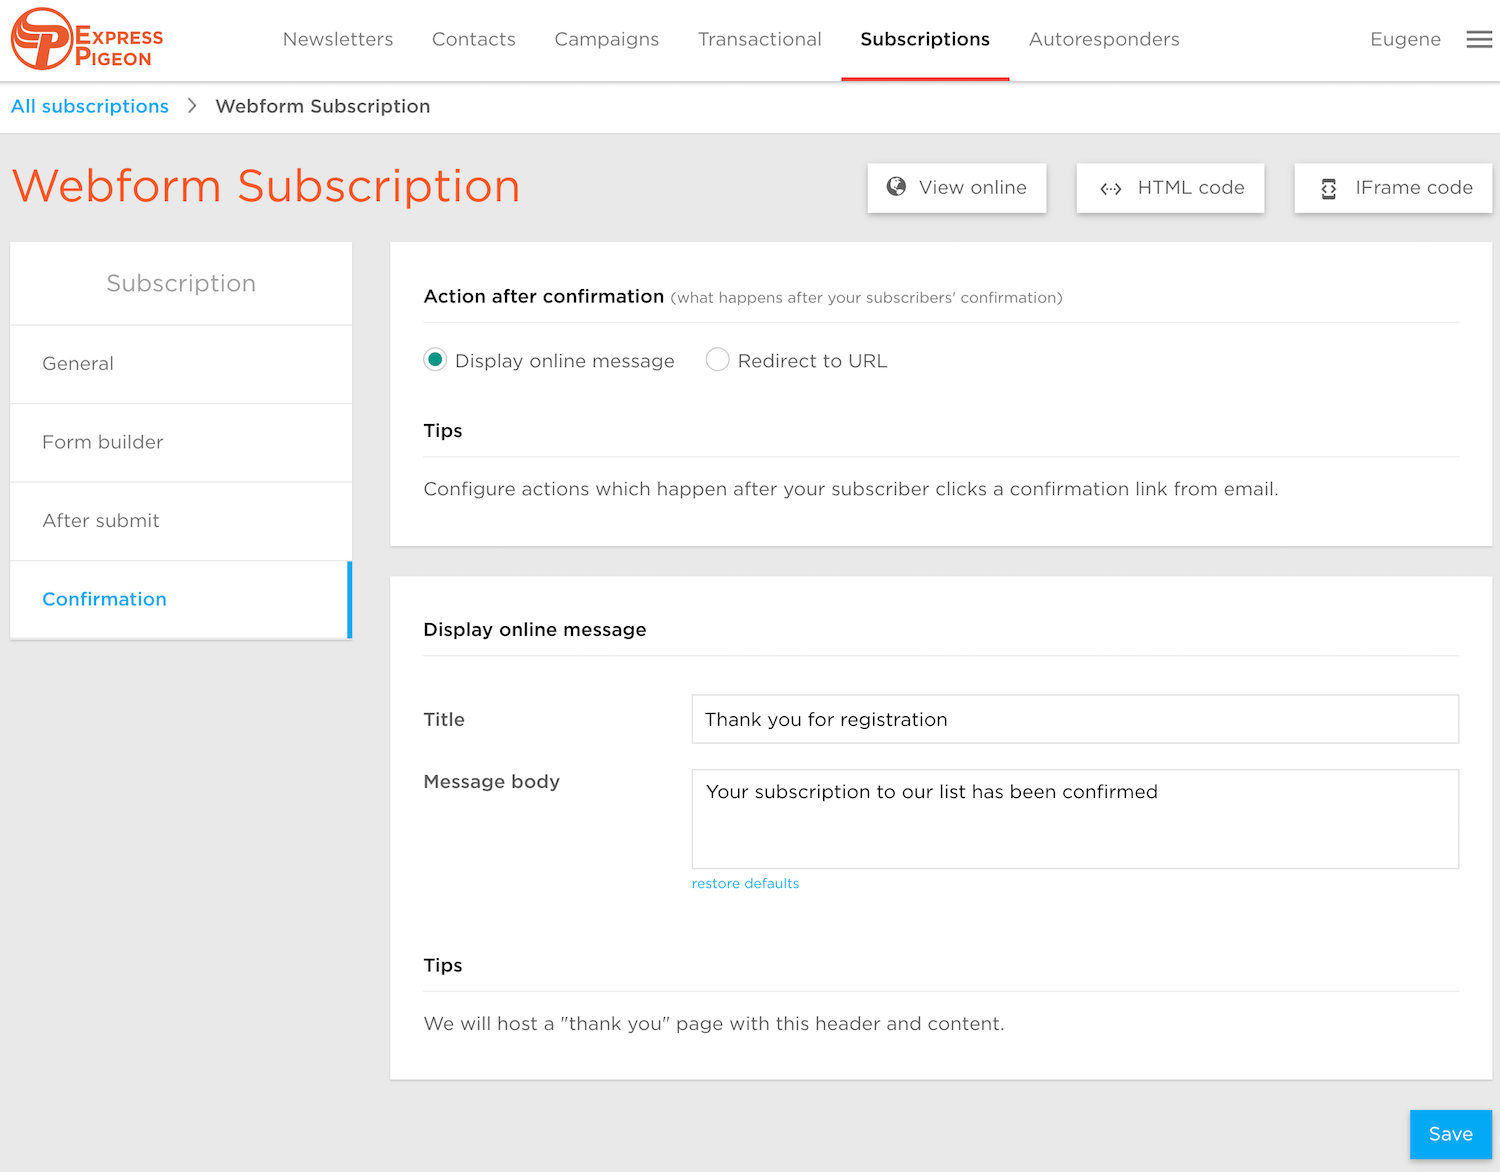 EXPRESS
PIGEON
Newsletters Contacts Campaigns Transactional Subscriptions Autoresponders Eugene
All subscriptions > Webform Subscription
Webform Subscription
View online HTML code IFrame code
Subscription
General
Form builder
After submit
Confirmation
Action after confirmation (what happens after your subscribers' confirmation)
Display online message Redirect to URL
Tips
Configure actions which happen after your subscriber clicks a confirmation link from email.
Display online message
Title Thank you for registration
Message body Your subscription to our list has been confirmed
restore defaults
Tips
We will host a "thank you" page with this header and content.
Save